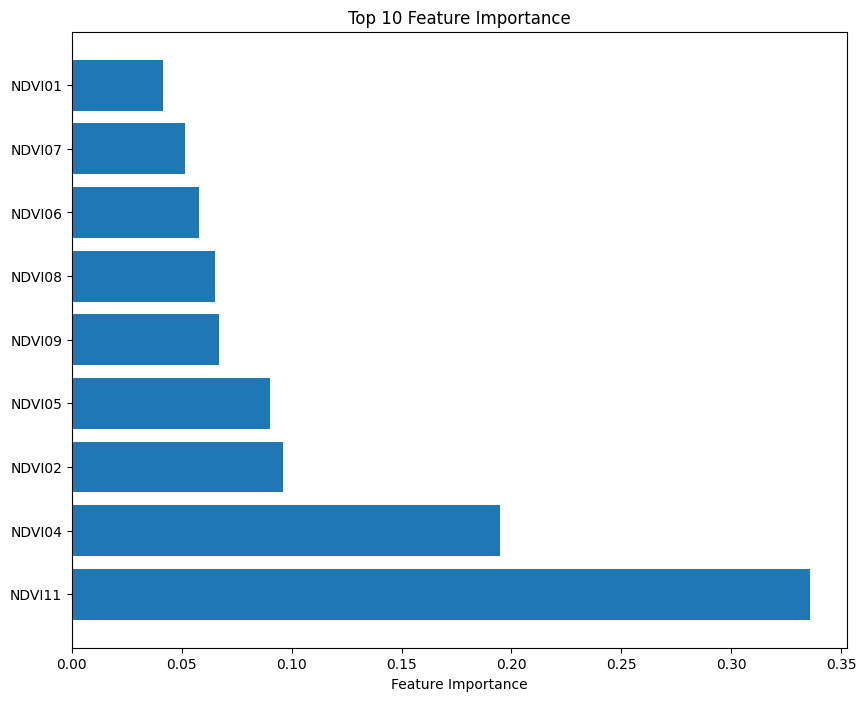 Top 10 Feature Importance
NDVI01
NDVI07
NDVI06
NDVI08
NDVI09
NDVI05
NDVI02
NDVI04
NDVI11
0.00 0.05 0.10 0.15 0.20 0.25 0.30 0.35
Feature Importance